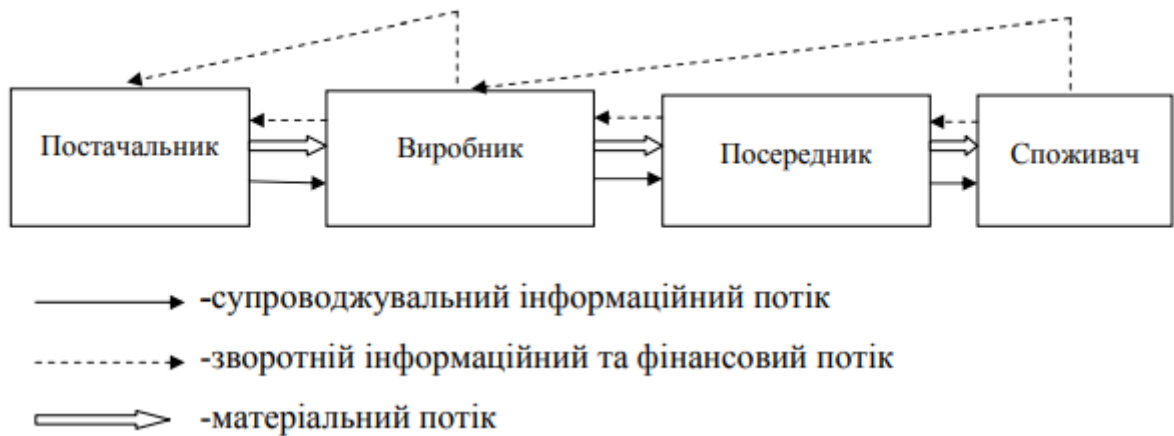 Постачальник
Виробник
Посередник
Споживач
-супроводжувальний інформаційний потік
-зворотній інформаційний та фінансовий потік
-матеріальний потік